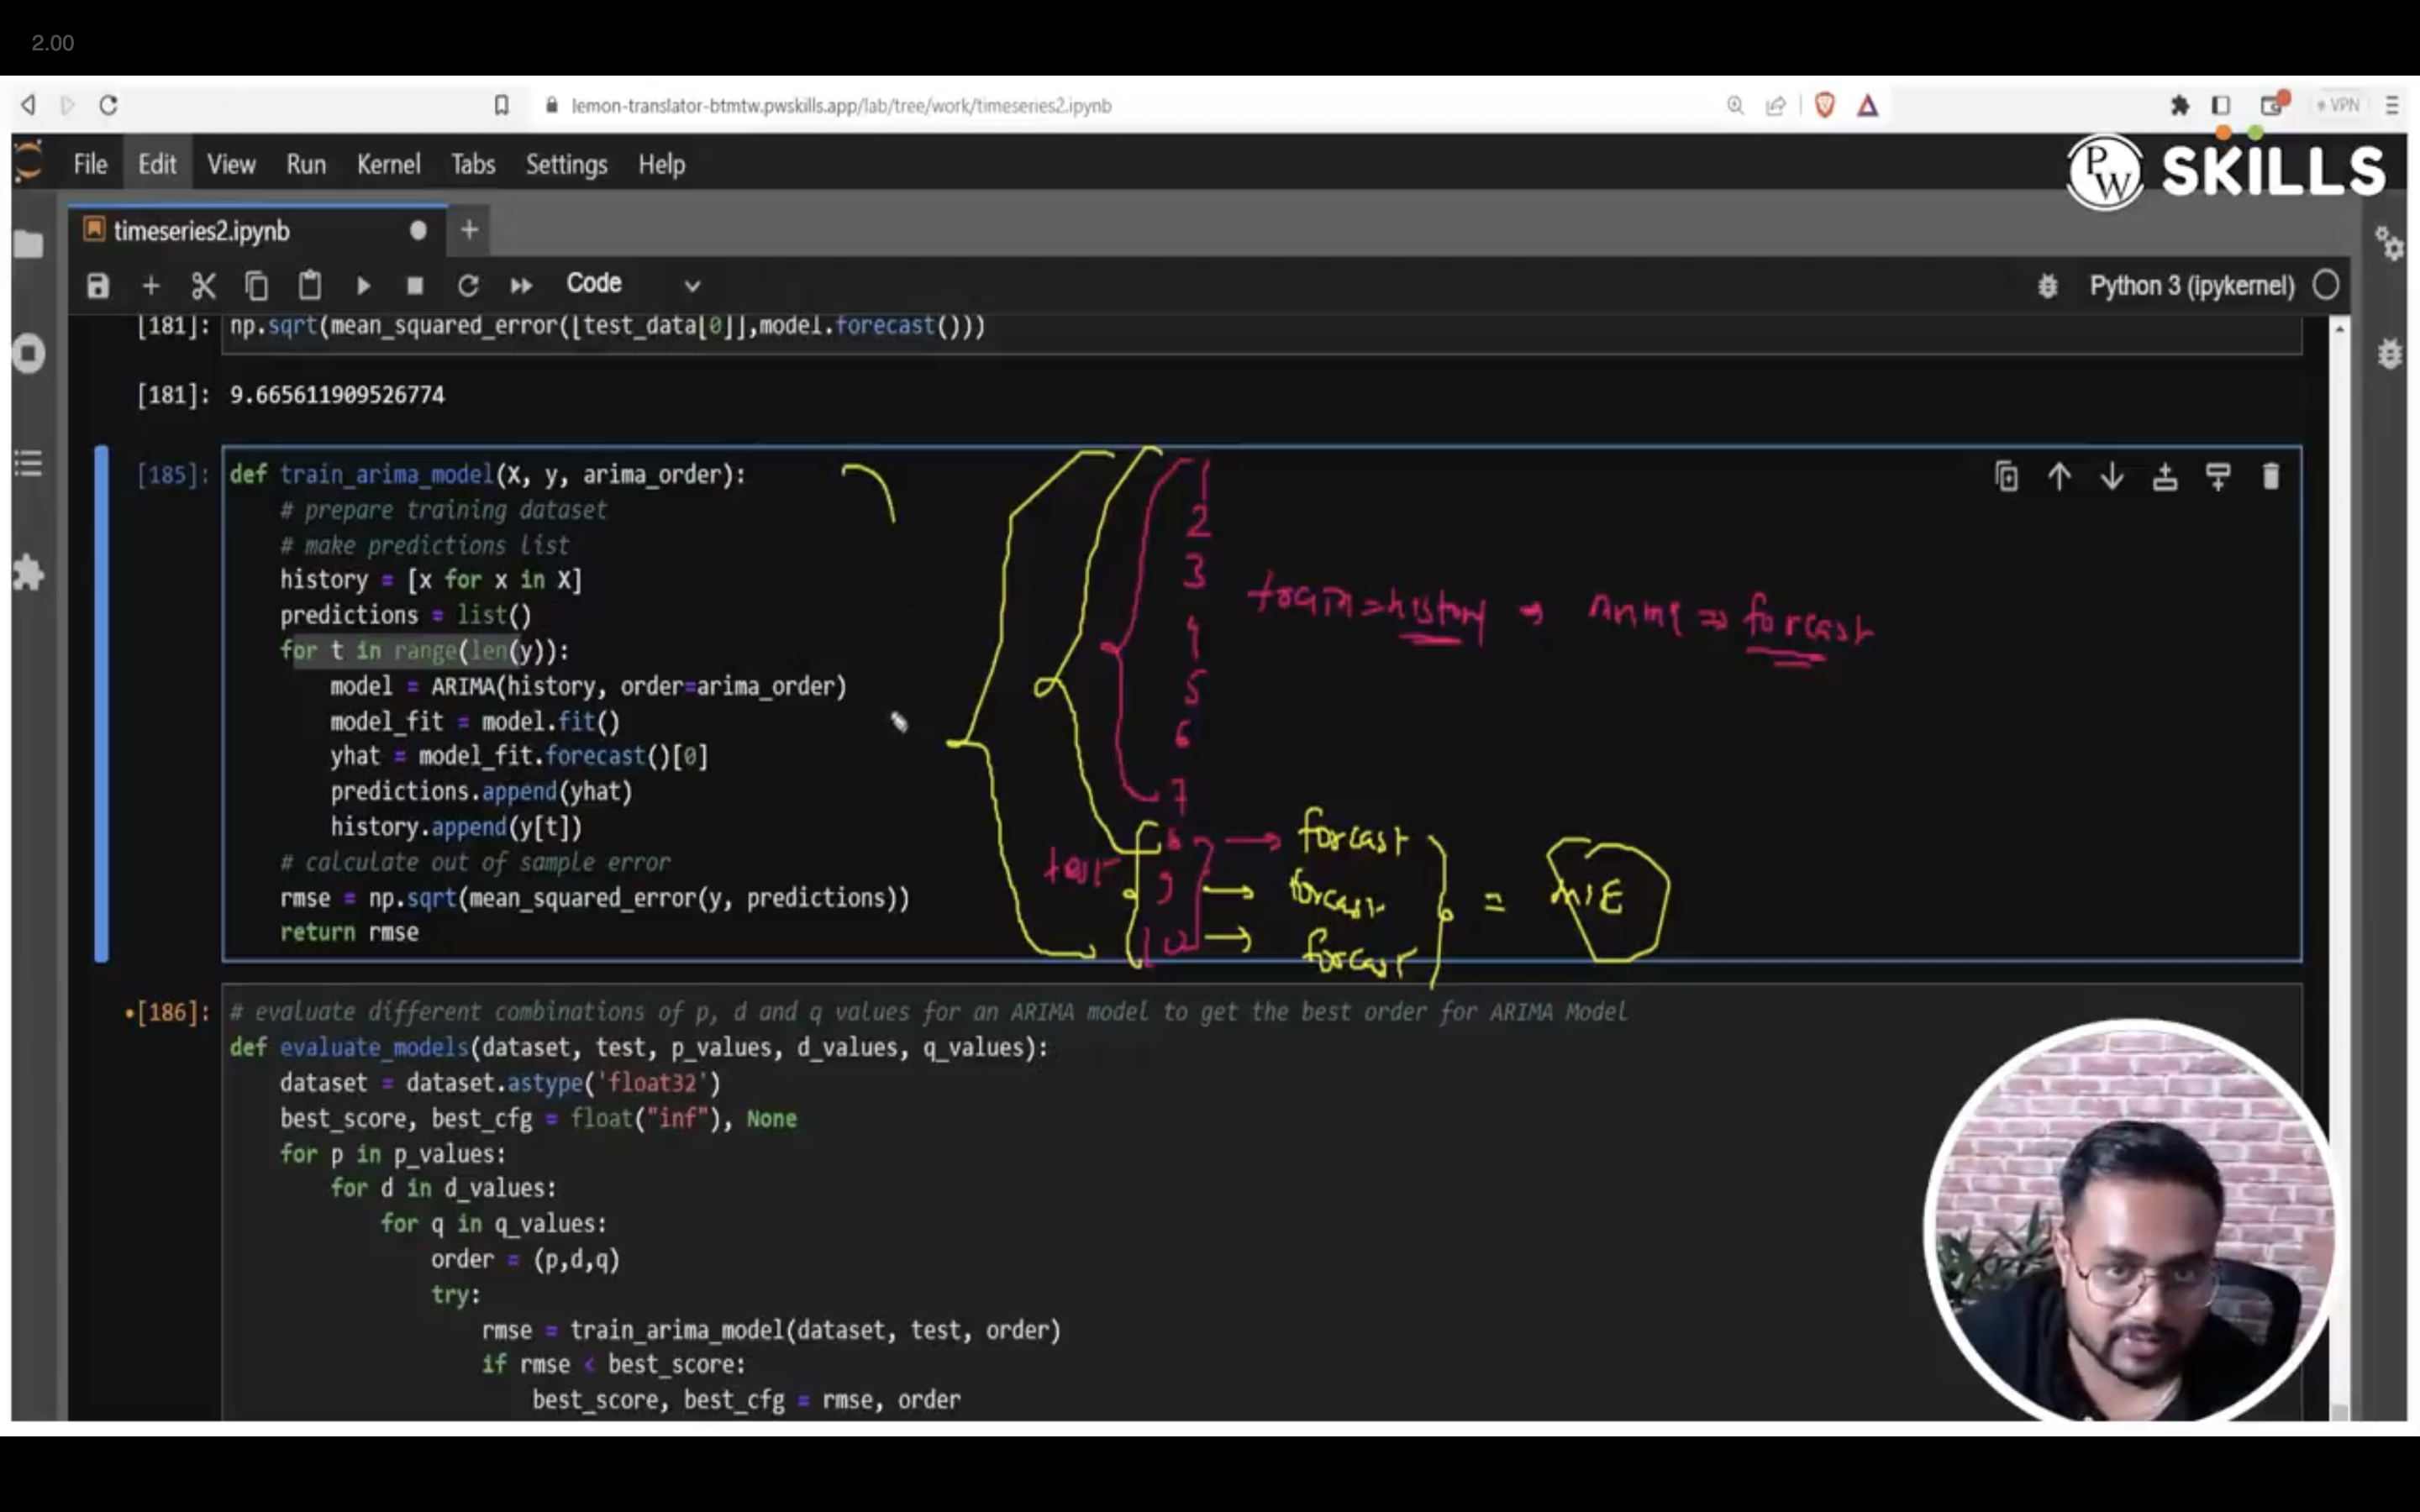 2.00
lemon-translator-btmtw.pwskills.app/lab/tree/work/timeseries2.ipynb
VPN
File Edit View Run Kernel Tabs Settings Help
PW SKILLS
timeseries2.ipynb
Code
Python 3 (ipykernel)
[181]: np.sqrt(mean_squared_error([test_data[0]],model.forecast()))
[181]: 9.665611909526774
[185]: def train_arima_model(X, y, arima_order):
# prepare training dataset
# make predictions list
history = [x for x in X]
predictions = list()
for t in range(len(y)):
model = ARIMA(history, order=arima_order)
model_fit = model.fit()
yhat = model_fit.forecast()[0]
predictions.append(yhat)
history.append(y[t])
# calculate out of sample error
rmse = np.sqrt(mean_squared_error(y, predictions))
return rmse
1
2
3
4
5
6
7
8
9
10
train = history → ⇒ forcast
test
→ forcast
→ forcast
→ forcast
=
[186]: # evaluate different combinations of p, d and q values for an ARIMA model to get the best order for ARIMA Model
def evaluate_models(dataset, test, p_values, d_values, q_values):
dataset = dataset.astype('float32')
best_score, best_cfg = float("inf"), None
for p in p_values:
for d in d_values:
for q in q_values:
order = (p,d,q)
try:
rmse = train_arima_model(dataset, test, order)
if rmse < best_score:
best_score, best_cfg = rmse, order